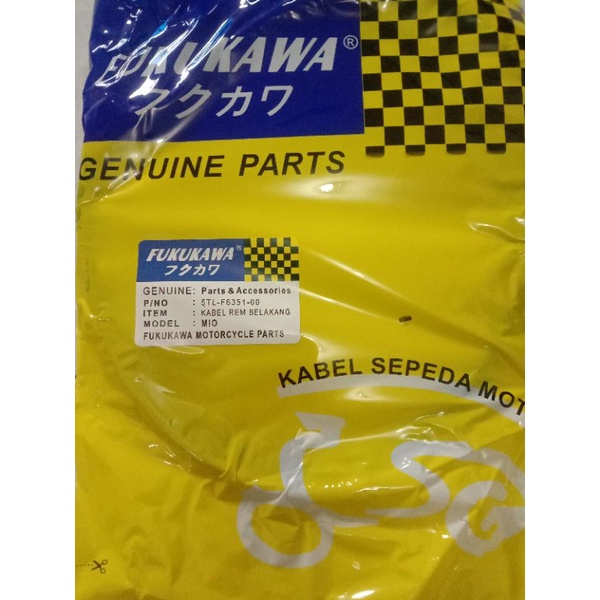 FUKUKAWA®
フクカワ
GENUINE PARTS
FUKUKAWA®
フクカワ
GENUINE: Parts & Accessories
P/NO : 5TL-F6351-00
ITEM : KABEL REM BELAKANG
MODEL : MIO
FUKUKAWA MOTORCYCLE PARTS
KABEL SEPEDA MOT
SG